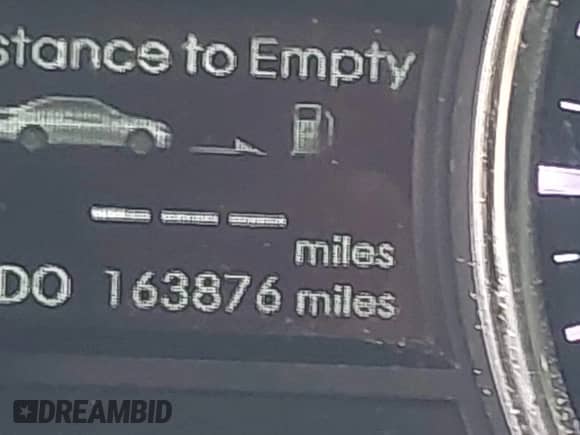 stance to Empty
--- miles
DO 163876 miles
DREAMBID